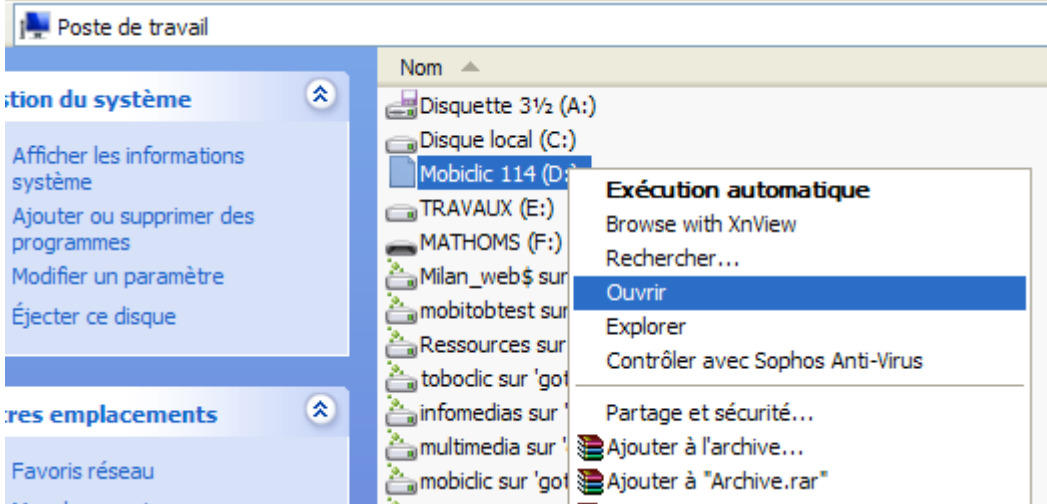 Poste de travail
stion du système
Afficher les informations
système
Ajouter ou supprimer des
programmes
Modifier un paramètre
Éjecter ce disque
tres emplacements
Favoris réseau
Nom
Disquette 3½ (A:)
Disque local (C:)
Mobiclic 114 (D:)
TRAVAUX (E:)
MATHOMS (F:)
Milan_web$ sur
mobitobtest sur
Ressources sur
toboclic sur 'got
infomedias sur '
multimedia sur '
mobiclic sur 'got
Exécution automatique
Browse with XnView
Rechercher...
Ouvrir
Explorer
Contrôler avec Sophos Anti-Virus
Partage et sécurité...
Ajouter à l'archive...
Ajouter à "Archive.rar"